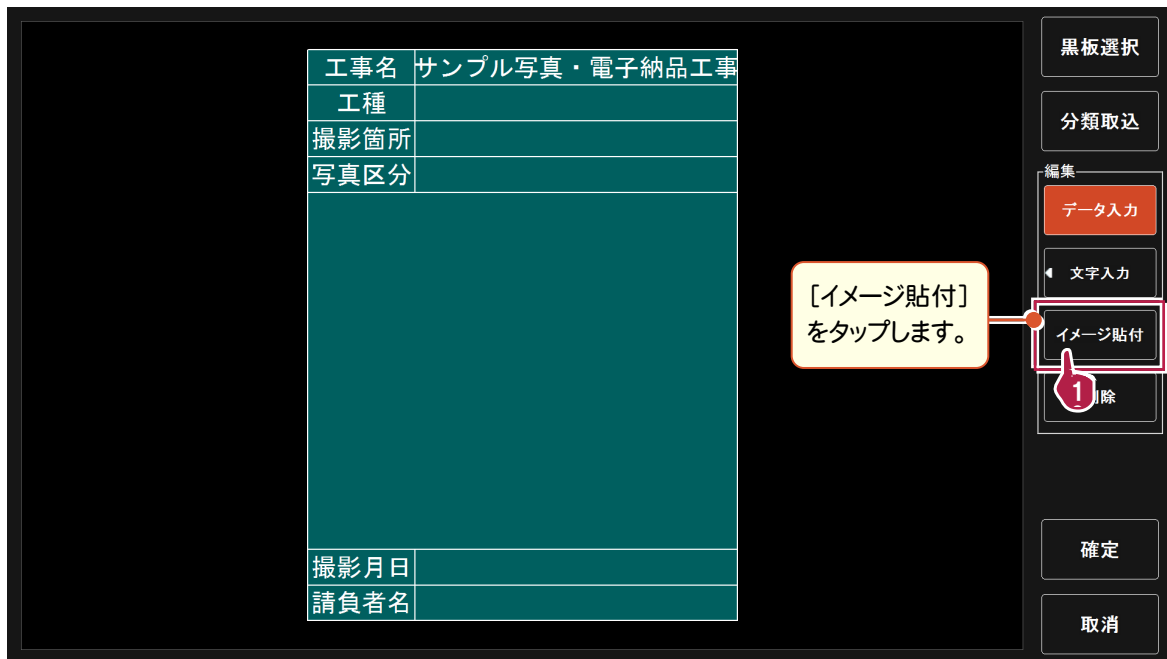 工事名 サンプル写真・電子納品工事
工種
撮影箇所
写真区分
撮影月日
請負者名
黒板選択
分類取込
編集
データ入力
文字入力
イメージ貼付
除
確定
取消
［イメージ貼付］
をタップします。
1